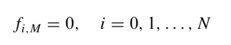 f_{i,M} = 0, i = 0, 1, . . . , N